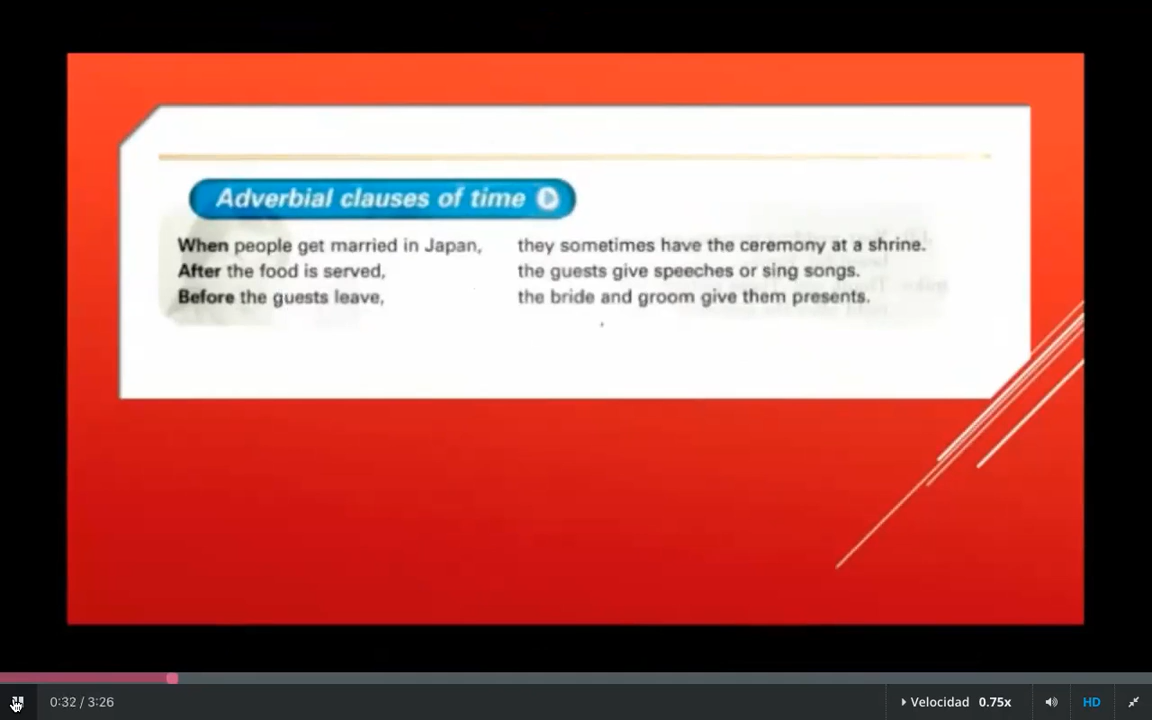 Adverbial clauses of time
When people get married in Japan, they sometimes have the ceremony at a shrine.
After the food is served, the guests give speeches or sing songs.
Before the guests leave, the bride and groom give them presents.
0:32 / 3:26
Velocidad 0.75x
HD